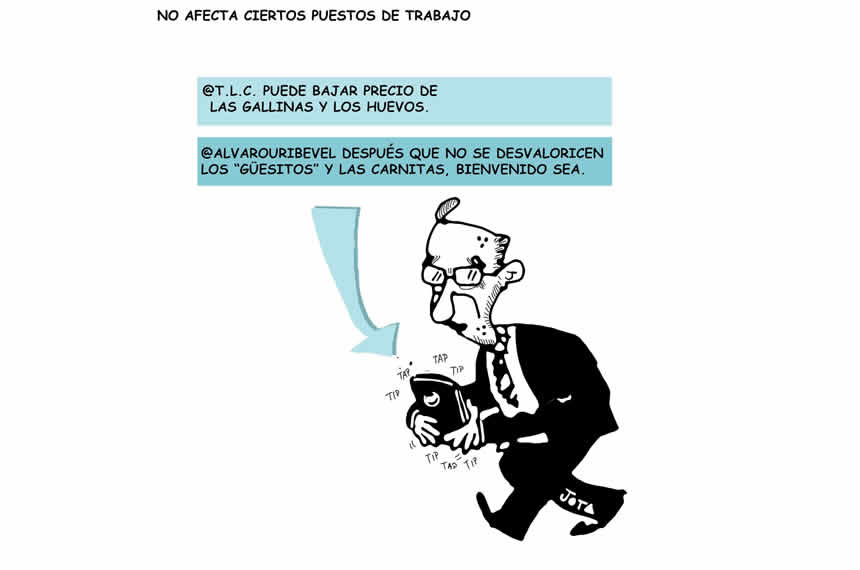 NO AFECTA CIERTOS PUESTOS DE TRABAJO
@T.L.C. PUEDE BAJAR PRECIO DE
LAS GALLINAS Y LOS HUEVOS.
@ALVAROURIBEVEL DESPUÉS QUE NO SE DESVALORICEN
LOS “GÜESITOS” Y LAS CARNITAS, BIENVENIDO SEA.
TAP
TAP
TIP
TIP
TIP
TAP
TIP
JOTA